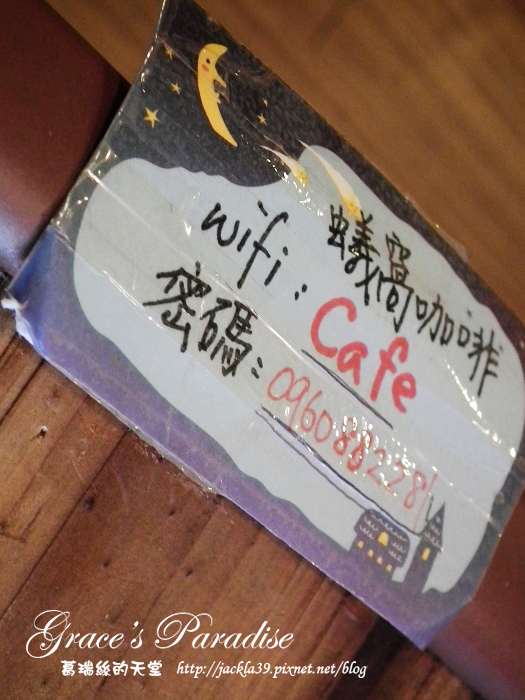 蟻窩咖啡
wifi: Cafe
密碼: 0960882281
Grace's Paradise
葛瑞絲的天堂 http://jackla39.pixnet.net/blog